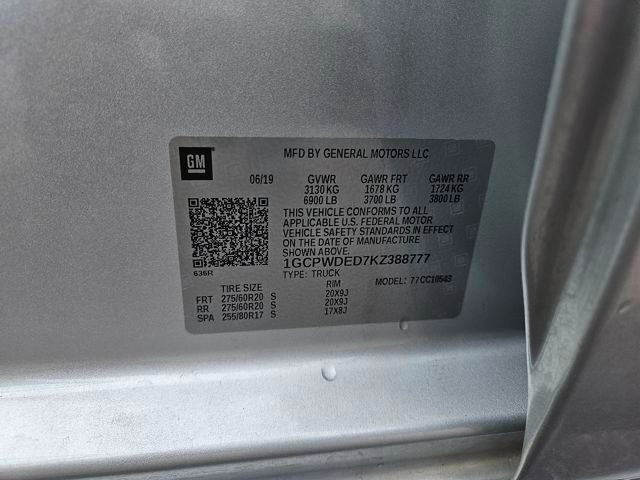 GM
MFD BY GENERAL MOTORS LLC
06/19 GVWR GAWR FRT GAWR RR
3130 KG 1678 KG 1724 KG
6900 LB 3700 LB 3800 LB
THIS VEHICLE CONFORMS TO ALL
APPLICABLE U.S. FEDERAL MOTOR
VEHICLE SAFETY STANDARDS IN EFFECT
ON THE DATE OF MANUFACTURE
SHOWN ABOVE.
1GCPWDED7KZ388777
636R TYPE: TRUCK MODEL: 77CC10543
TIRE SIZE RIM
FRT 275/60R20 S 20X9J
RR 275/60R20 S 20X9J
SPA 255/80R17 S 17X8J